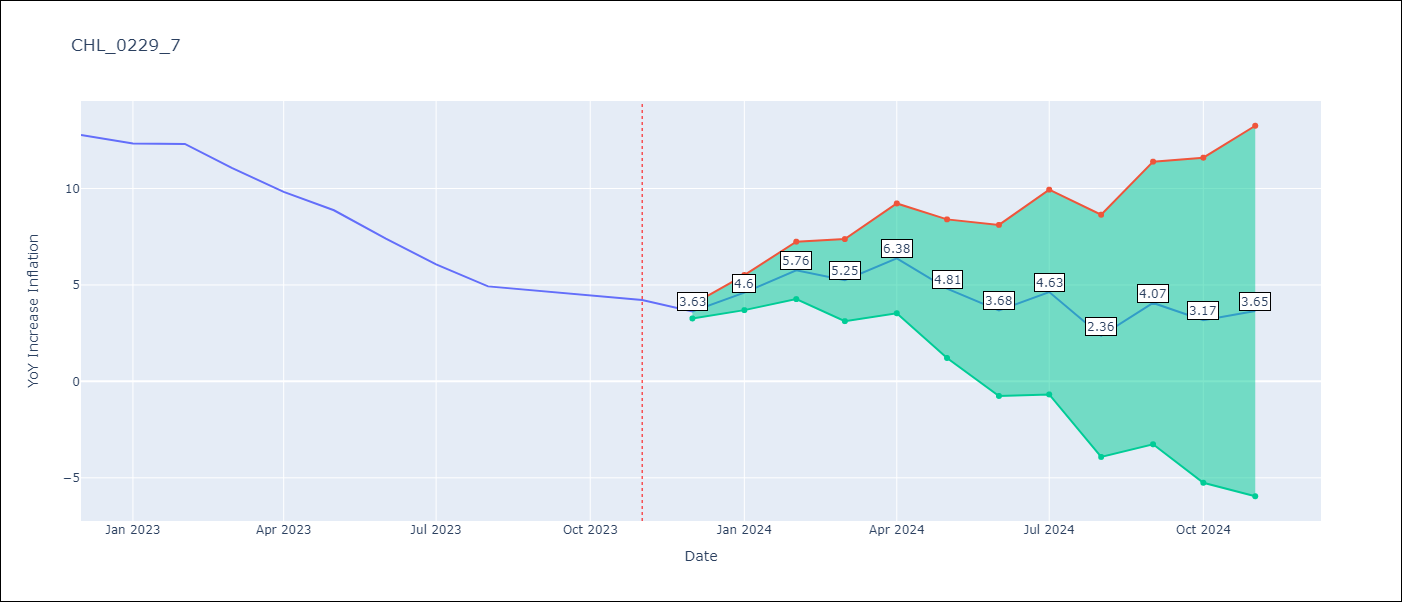 CHL_0229_7
YoY Increase Inflation
10
5
0
−5
3.63
4.6
5.76
5.25
6.38
4.81
3.68
4.63
2.36
4.07
3.17
3.65
Jan 2023
Apr 2023
Jul 2023
Oct 2023
Jan 2024
Apr 2024
Jul 2024
Oct 2024
Date